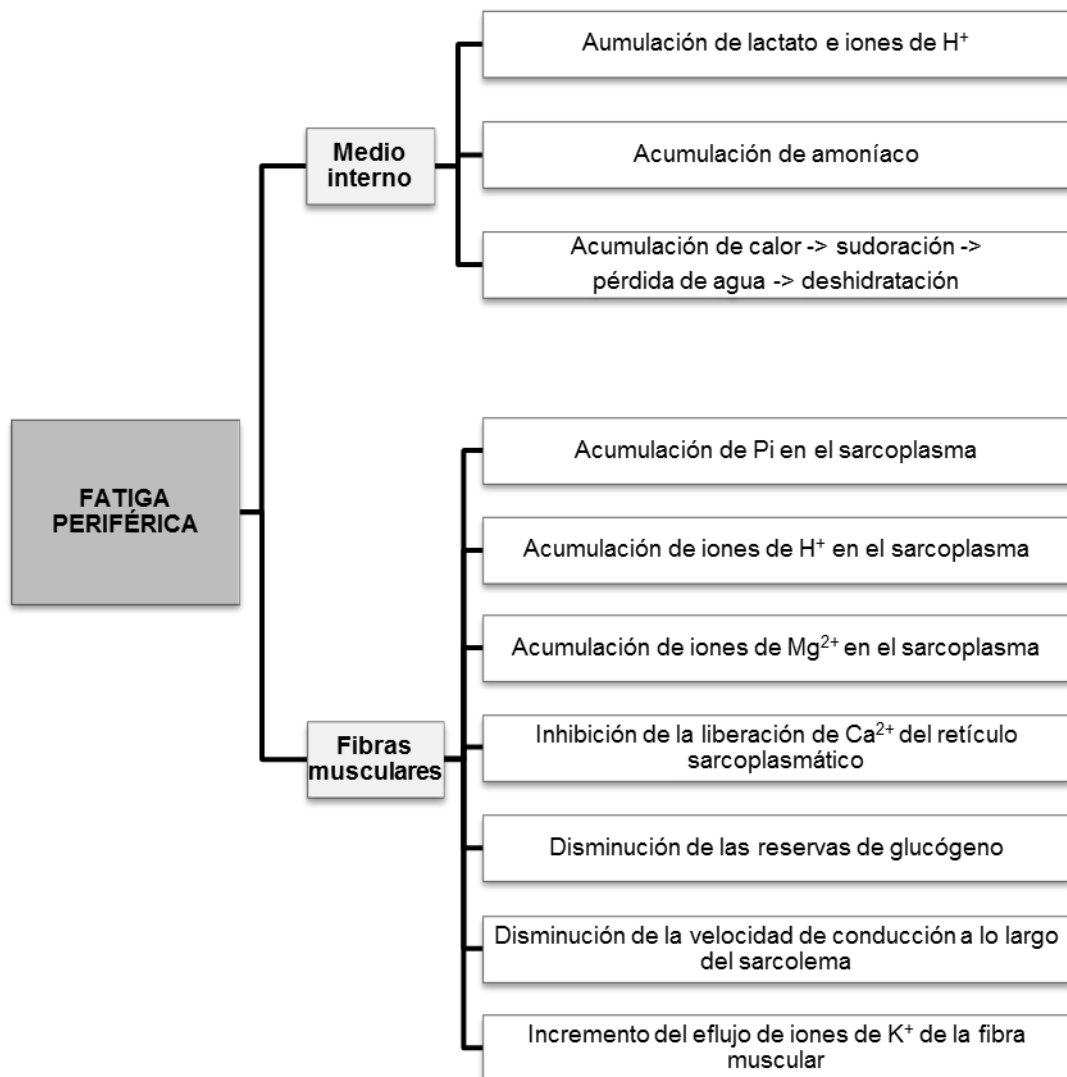 Aumulación de lactato e iones de H⁺
Medio
interno
Acumulación de amoníaco
Acumulación de calor -> sudoración ->
pérdida de agua -> deshidratación
FATIGA
PERIFÉRICA
Acumulación de Pi en el sarcoplasma
Acumulación de iones de H⁺ en el sarcoplasma
Acumulación de iones de Mg²⁺ en el sarcoplasma
Fibras
musculares
Inhibición de la liberación de Ca²⁺ del retículo
sarcoplasmático
Disminución de las reservas de glucógeno
Disminución de la velocidad de conducción a lo largo
del sarcolema
Incremento del eflujo de iones de K⁺ de la fibra
muscular